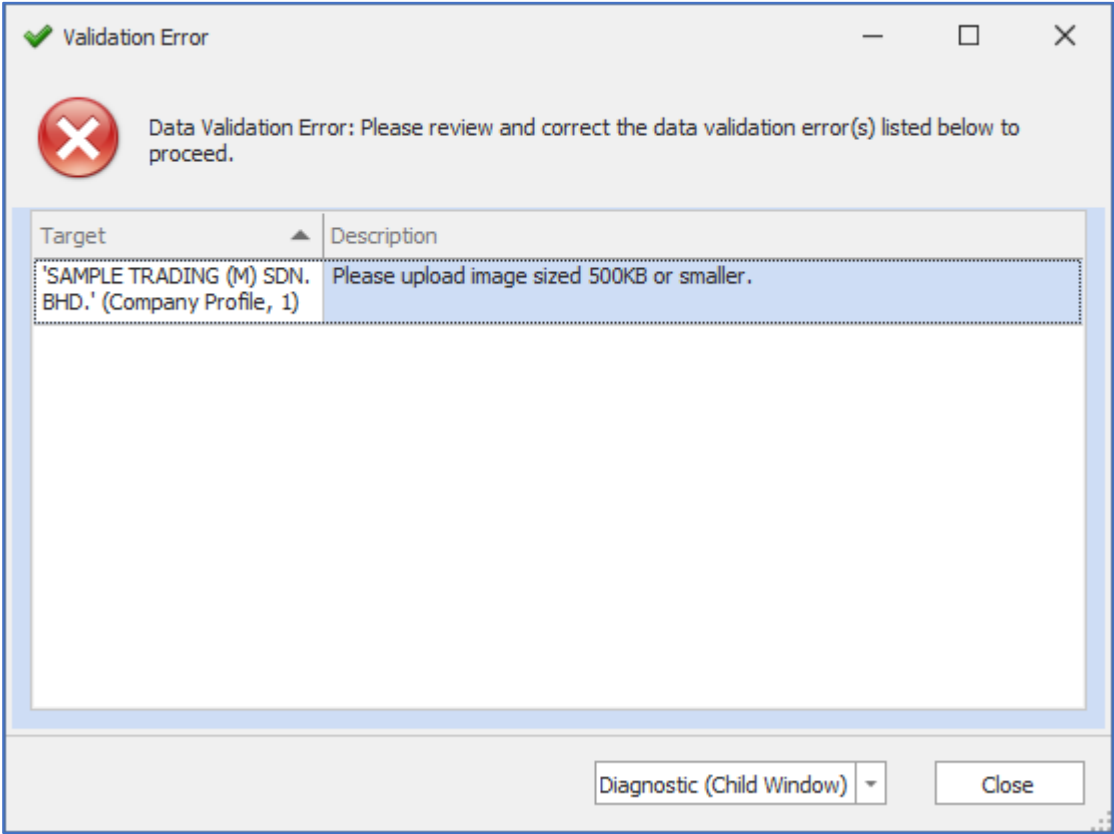 Validation Error
Data Validation Error: Please review and correct the data validation error(s) listed below to
proceed.
Target
Description
'SAMPLE TRADING (M) SDN.
BHD.' (Company Profile, 1)
Please upload image sized 500KB or smaller.
Diagnostic (Child Window)
Close